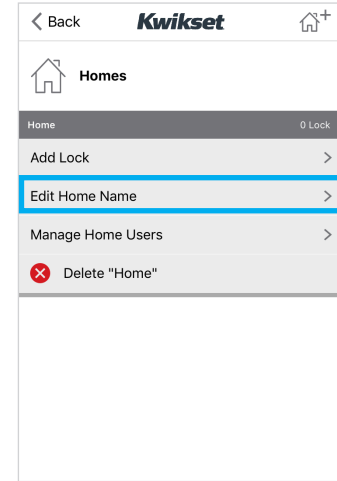 Back Kwikset
Homes
Home 0 Lock
Add Lock
Edit Home Name
Manage Home Users
Delete "Home"